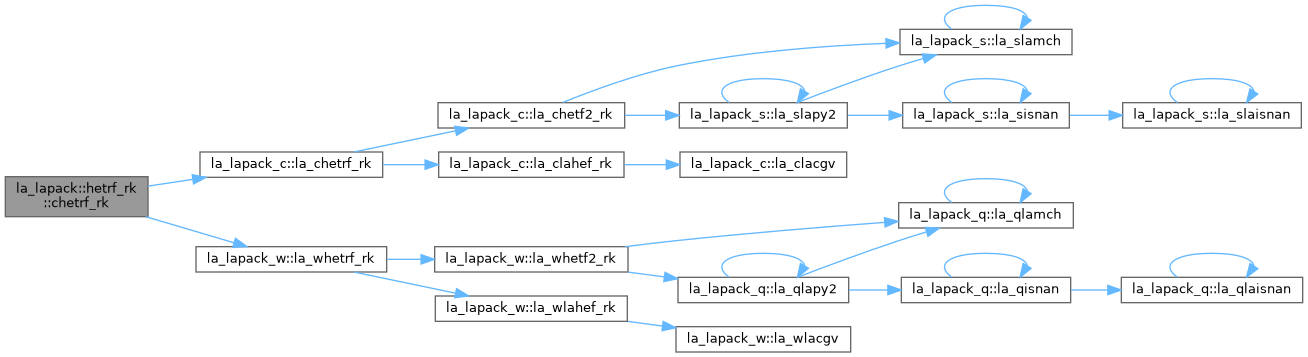 la_lapack_s::la_slamch
la_lapack_c::la_chetf2_rk
la_lapack_s::la_slapy2
la_lapack_s::la_sisnan
la_lapack_s::la_slaisnan
la_lapack_c::la_chetrf_rk
la_lapack_c::la_clahef_rk
la_lapack_c::la_clacgv
la_lapack::hetrf_rk
::chetrf_rk
la_lapack_q::la_qlamch
la_lapack_w::la_whetrf_rk
la_lapack_w::la_whetf2_rk
la_lapack_q::la_qlapy2
la_lapack_q::la_qisnan
la_lapack_q::la_qlaisnan
la_lapack_w::la_wlahef_rk
la_lapack_w::la_wlacgv